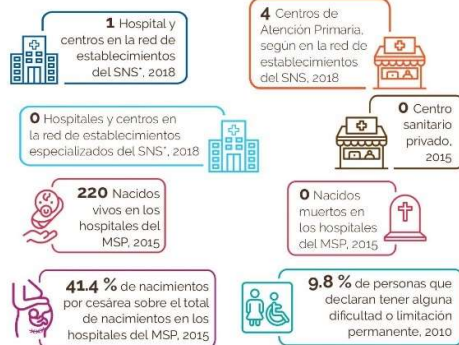 1 Hospital y
centros en la red de
establecimientos
del SNS*, 2018
4 Centros de
Atención Primaria,
según en la red de
establecimientos
del SNS, 2018
0 Hospitales y centros en
la red de establecimientos
especializados del SNS*, 2018
0 Centro
sanitario
privado,
2015
220 Nacidos
vivos en los
hospitales del
MSP, 2015
0 Nacidos
muertos en
los hospitales
del MSP, 2015
41.4 % de nacimientos
por cesárea sobre el total
de nacimientos en los
hospitales del MSP, 2015
9.8 % de personas que
declaran tener alguna
dificultad o limitación
permanente, 2010